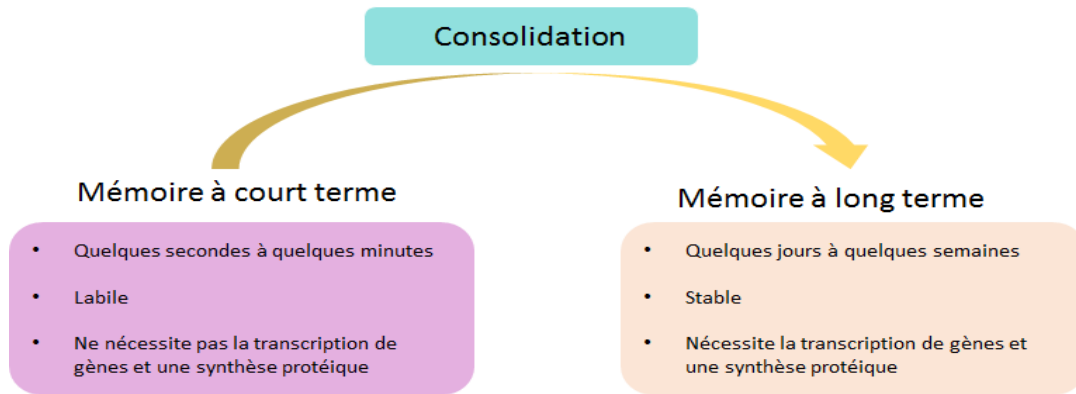 Consolidation
Mémoire à court terme
• Quelques secondes à quelques minutes
• Labile
• Ne nécessite pas la transcription de
gènes et une synthèse protéique
Mémoire à long terme
• Quelques jours à quelques semaines
• Stable
• Nécessite la transcription de gènes et
une synthèse protéique